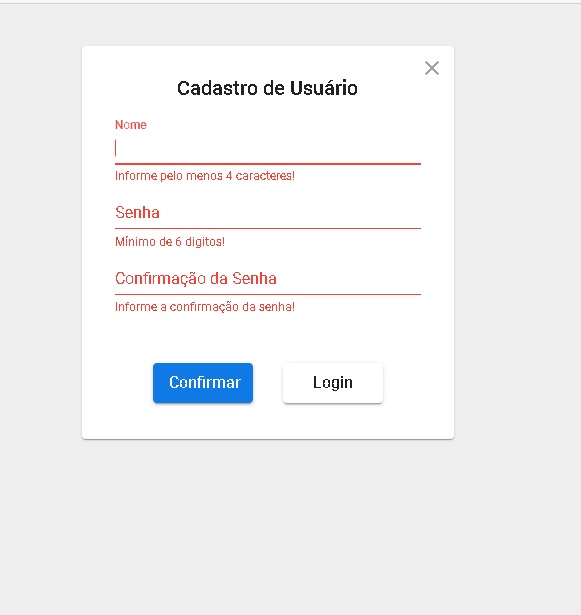 Cadastro de Usuário
Nome
Informe pelo menos 4 caracteres!
Senha
Mínimo de 6 digitos!
Confirmação da Senha
Informe a confirmação da senha!
Confirmar
Login